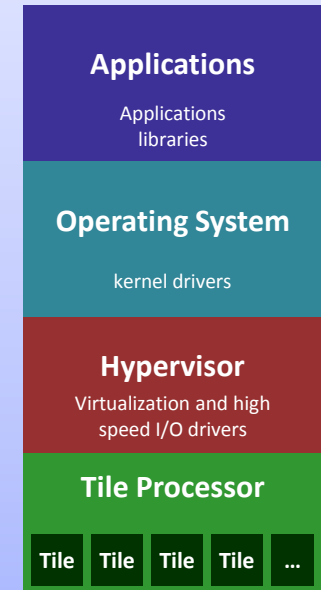 Applications
Applications
libraries
Operating System
kernel drivers
Hypervisor
Virtualization and high
speed I/O drivers
Tile Processor
Tile Tile Tile Tile ...